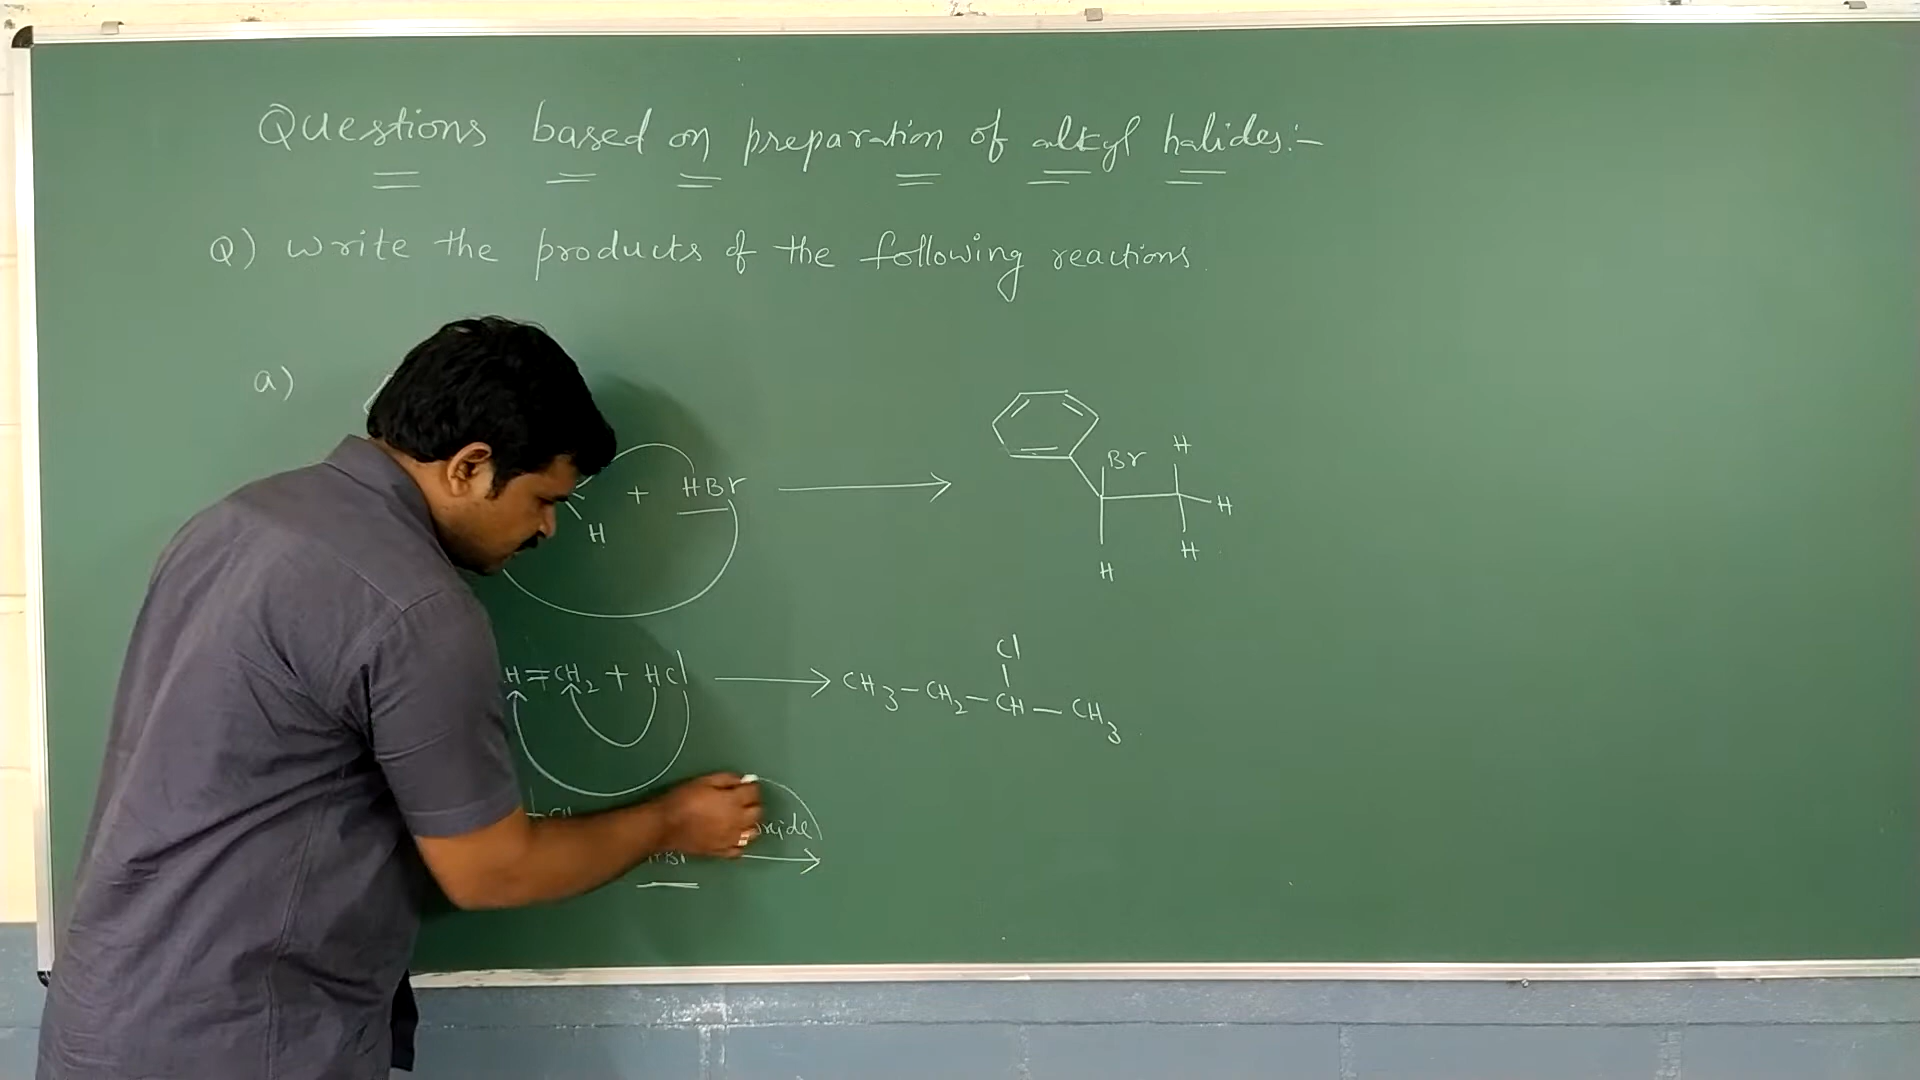 Questions based on preparation of alkyl halides:-
Q) write the products of the following reactions.
a)
H + HBr → Br H H H H
H=CH2 + HCl → CH3-CH2-CH-CH3
Cl
HBr →